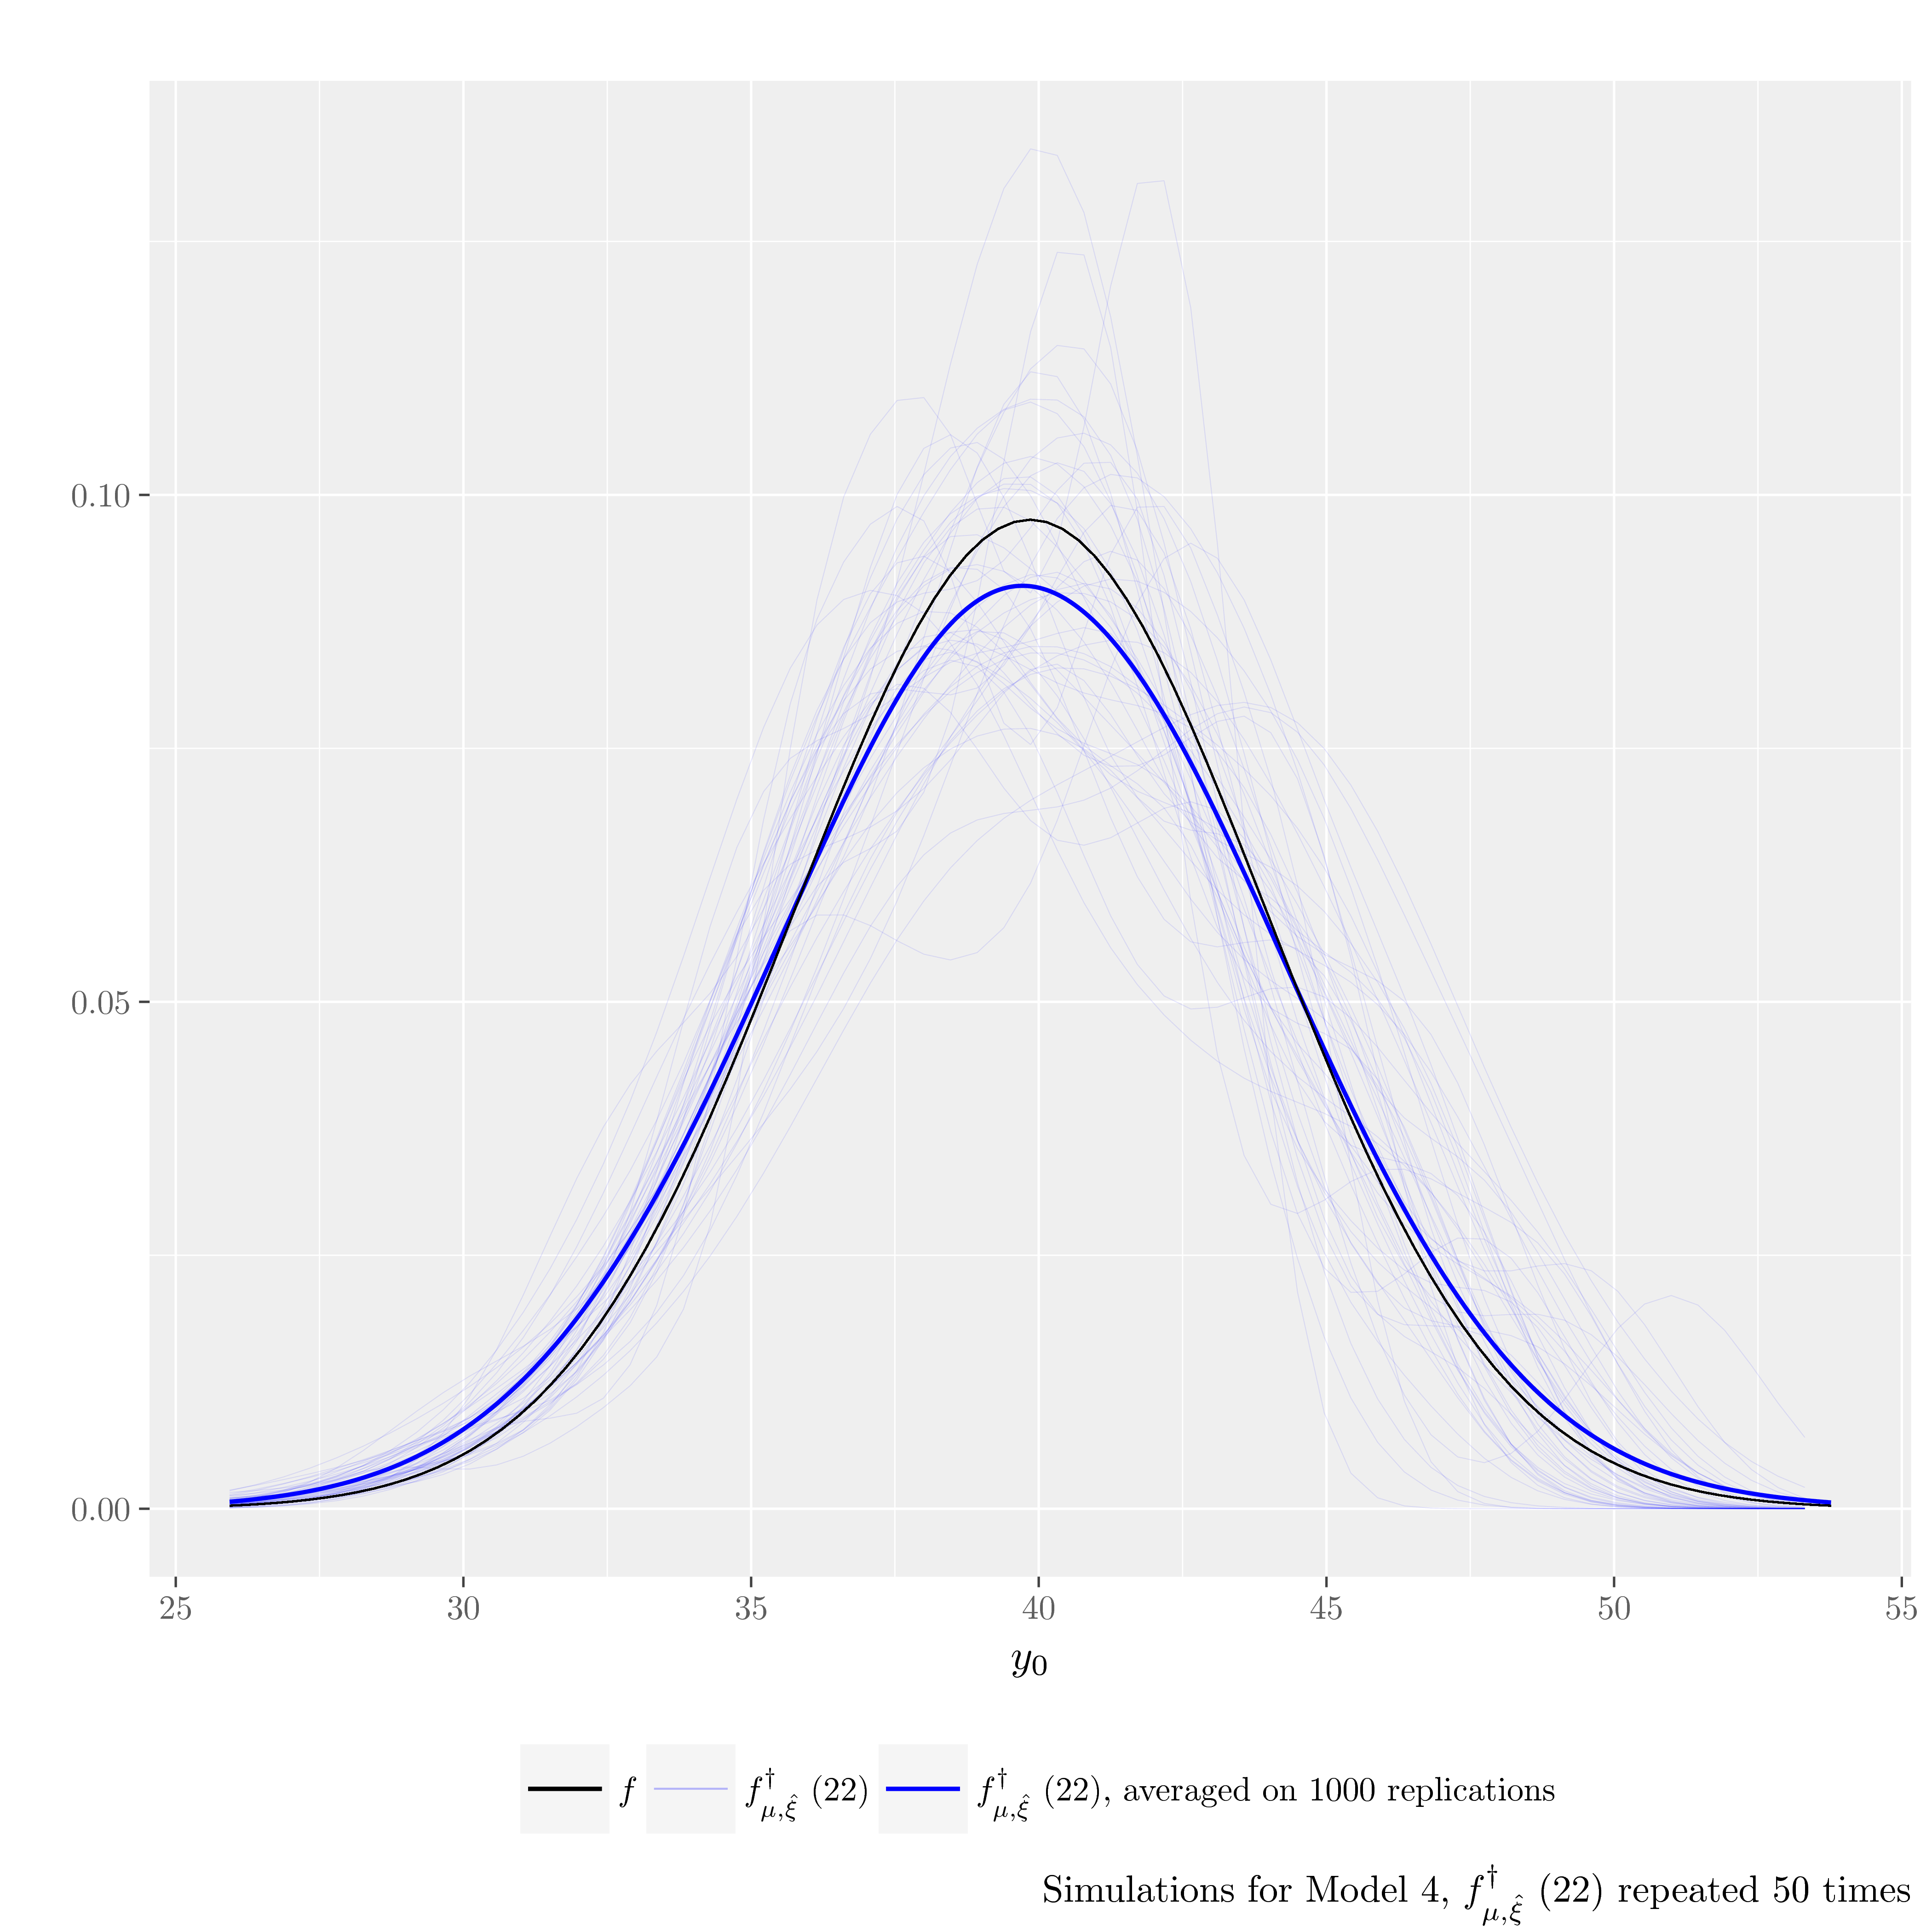 0.10
0.05
0.00
25 30 35 40 45 50 55
y₀
f f†μ,ξ̂ (22) f†μ,ξ̂ (22), averaged on 1000 replications
Simulations for Model 4, f†μ,ξ̂ (22) repeated 50 times